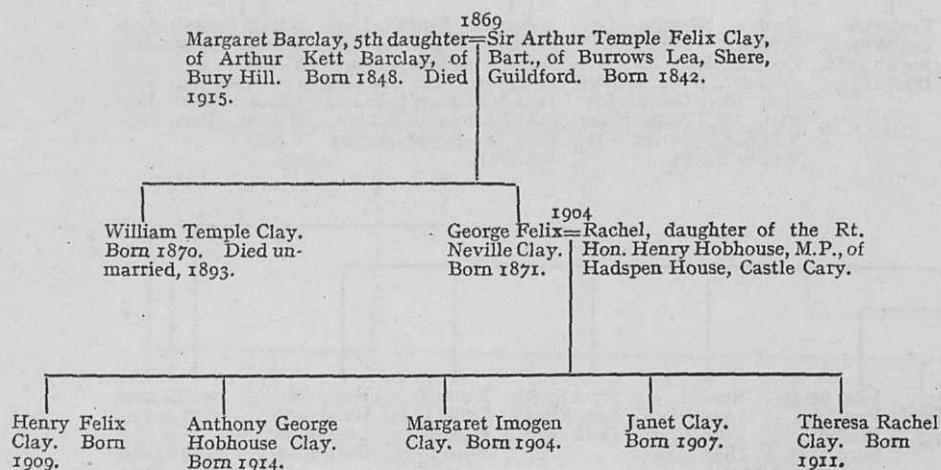 1869
Margaret Barclay, 5th daughter=Sir Arthur Temple Felix Clay,
of Arthur Kett Barclay, of Bart., of Burrows Lea, Shere,
Bury Hill. Born 1848. Died Guildford. Born 1842.
1915.
William Temple Clay.
Born 1870. Died un-
married, 1893.
1904
George Felix=Rachel, daughter of the Rt.
Neville Clay. Hon. Henry Hobhouse, M.P., of
Born 1871. Hadspen House, Castle Cary.
Henry Felix
Clay. Born
1909.
Anthony George
Hobhouse Clay.
Born 1914.
Margaret Imogen
Clay. Born 1904.
Janet Clay.
Born 1907.
Theresa Rachel
Clay. Born
1911.